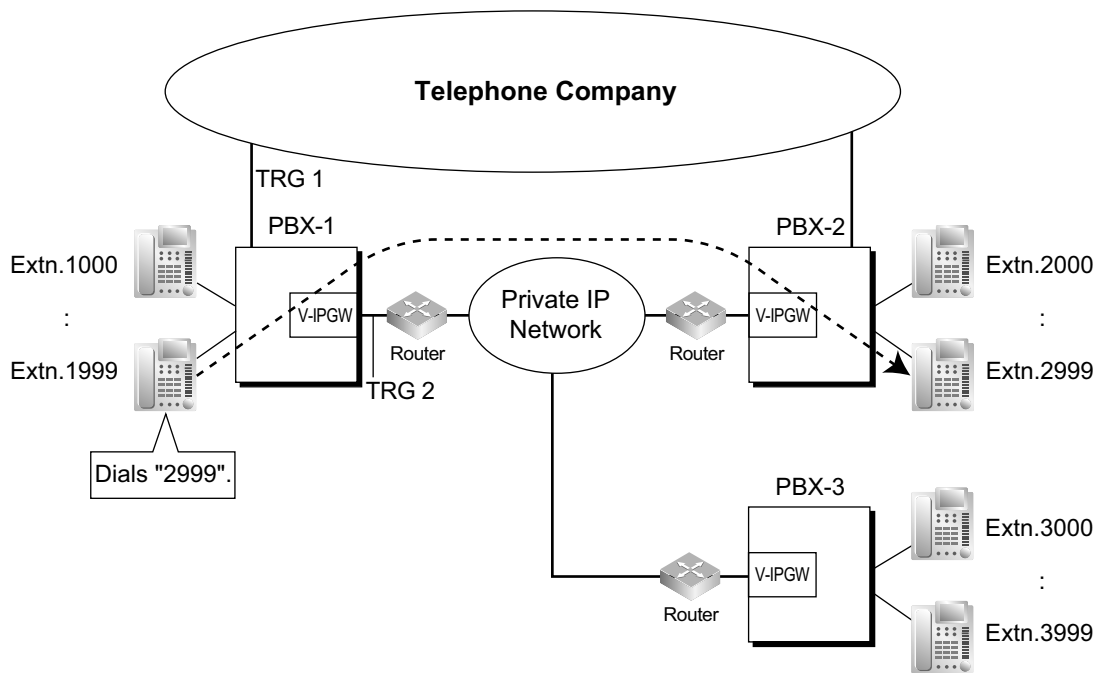 Telephone Company
TRG 1
PBX-1
PBX-2
Extn.1000
:
Extn.1999
V-IPGW
Router
TRG 2
Private IP
Network
Router
V-IPGW
Extn.2000
:
Extn.2999
Dials "2999".
PBX-3
Router
V-IPGW
Extn.3000
:
Extn.3999